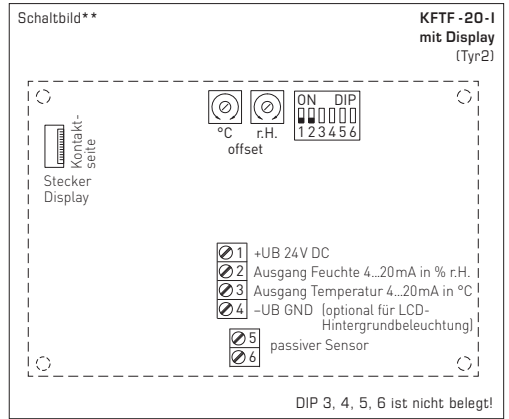 Schaltbild**
KFTF -20-I
mit Display
(Tyr2)
ON DIP
1 2 3 4 5 6
°C r.H.
offset
Kontakt-
seite
Stecker
Display
1 +UB 24V DC
2 Ausgang Feuchte 4...20mA in % r.H.
3 Ausgang Temperatur 4...20mA in °C
4 –UB GND (optional für LCD-
Hintergrundbeleuchtung)
5
passiver Sensor
6
DIP 3, 4, 5, 6 ist nicht belegt!